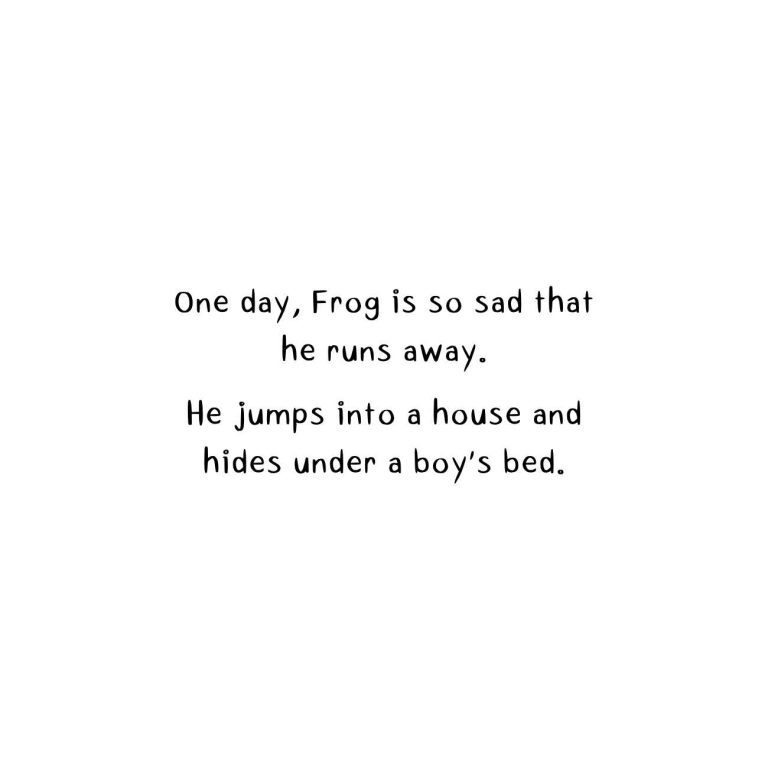 One day, Frog is so sad that
he runs away.
He jumps into a house and
hides under a boy's bed.